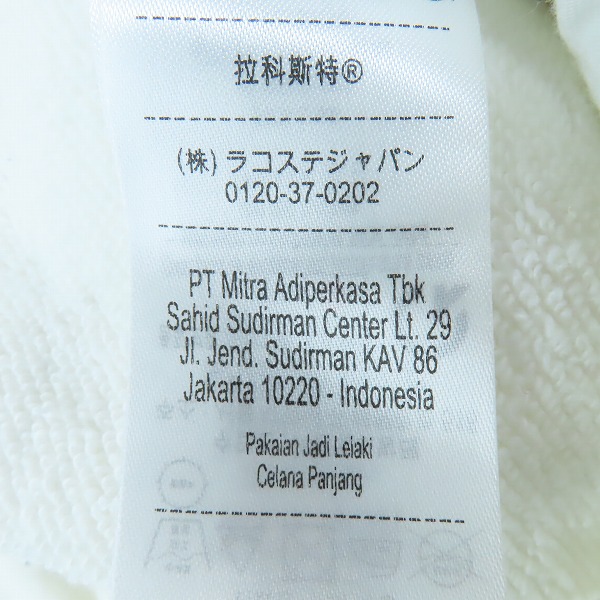 拉科斯特®
(株) ラコステジャパン
0120-37-0202
PT Mitra Adiperkasa Tbk
Sahid Sudirman Center Lt. 29
Jl. Jend. Sudirman KAV 86
Jakarta 10220 - Indonesia
Pakaian Jadi Lelaki
Celana Panjang